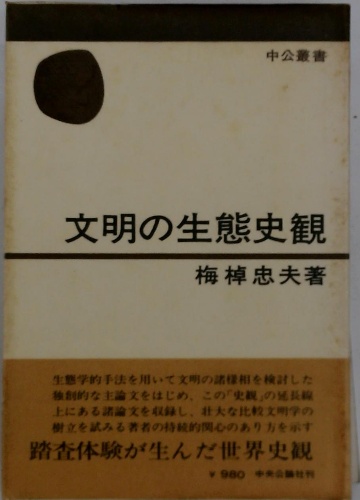 中公叢書
文明の生態史観
梅棹忠夫著
生態学的手法を用いて文明の諸様相を検討した
独創的な主論文をはじめ、この「史観」の延長線
上にある諸論文を収録し、壮大な比較文明学の
樹立を試みる著者の持続的関心のあり方を示す
踏査体験が生んだ世界史観
¥ 980 中央公論社刊